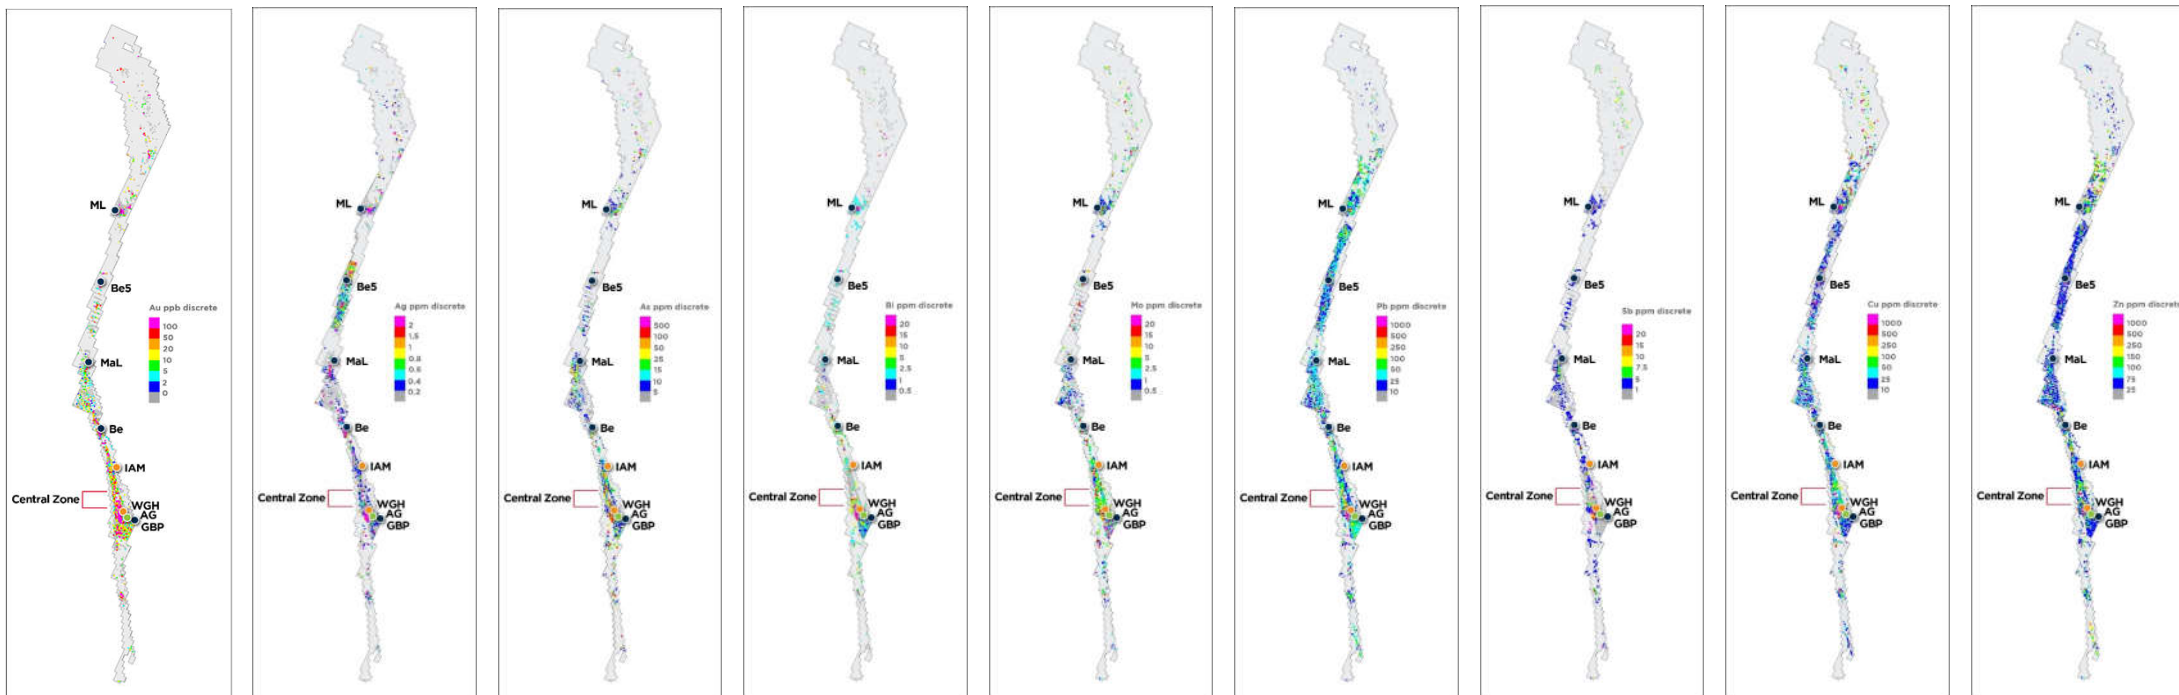 ML
Be5
Au ppb discrete
100
50
20
10
5
2
0
MaL
Be
IAM
Central Zone
WGH
AG
GBP
ML
Be5
Ag ppm discrete
2
1.5
1
0.8
0.6
0.4
0.2
MaL
Be
IAM
Central Zone
WGH
AG
GBP
ML
Be5
As ppm discrete
500
100
50
25
15
10
5
MaL
Be
IAM
Central Zone
WGH
AG
GBP
ML
Be5
Bi ppm discrete
20
15
10
5
2.5
1
0.5
MaL
Be
IAM
Central Zone
WGH
AG
GBP
ML
Be5
Mo ppm discrete
20
15
10
5
2.5
1
0.5
MaL
Be
IAM
Central Zone
WGH
AG
GBP
ML
Be5
Pb ppm discrete
1000
500
250
100
50
25
10
MaL
Be
IAM
Central Zone
WGH
AG
GBP
ML
Be5
Sb ppm discrete
20
15
10
7.5
5
1
MaL
Be
IAM
Central Zone
WGH
AG
GBP
ML
Be5
Cu ppm discrete
1000
500
250
100
50
25
10
MaL
Be
IAM
Central Zone
WGH
AG
GBP
ML
Be5
Zn ppm discrete
1000
500
250
150
100
75
25
MaL
Be
IAM
Central Zone
WGH
AG
GBP